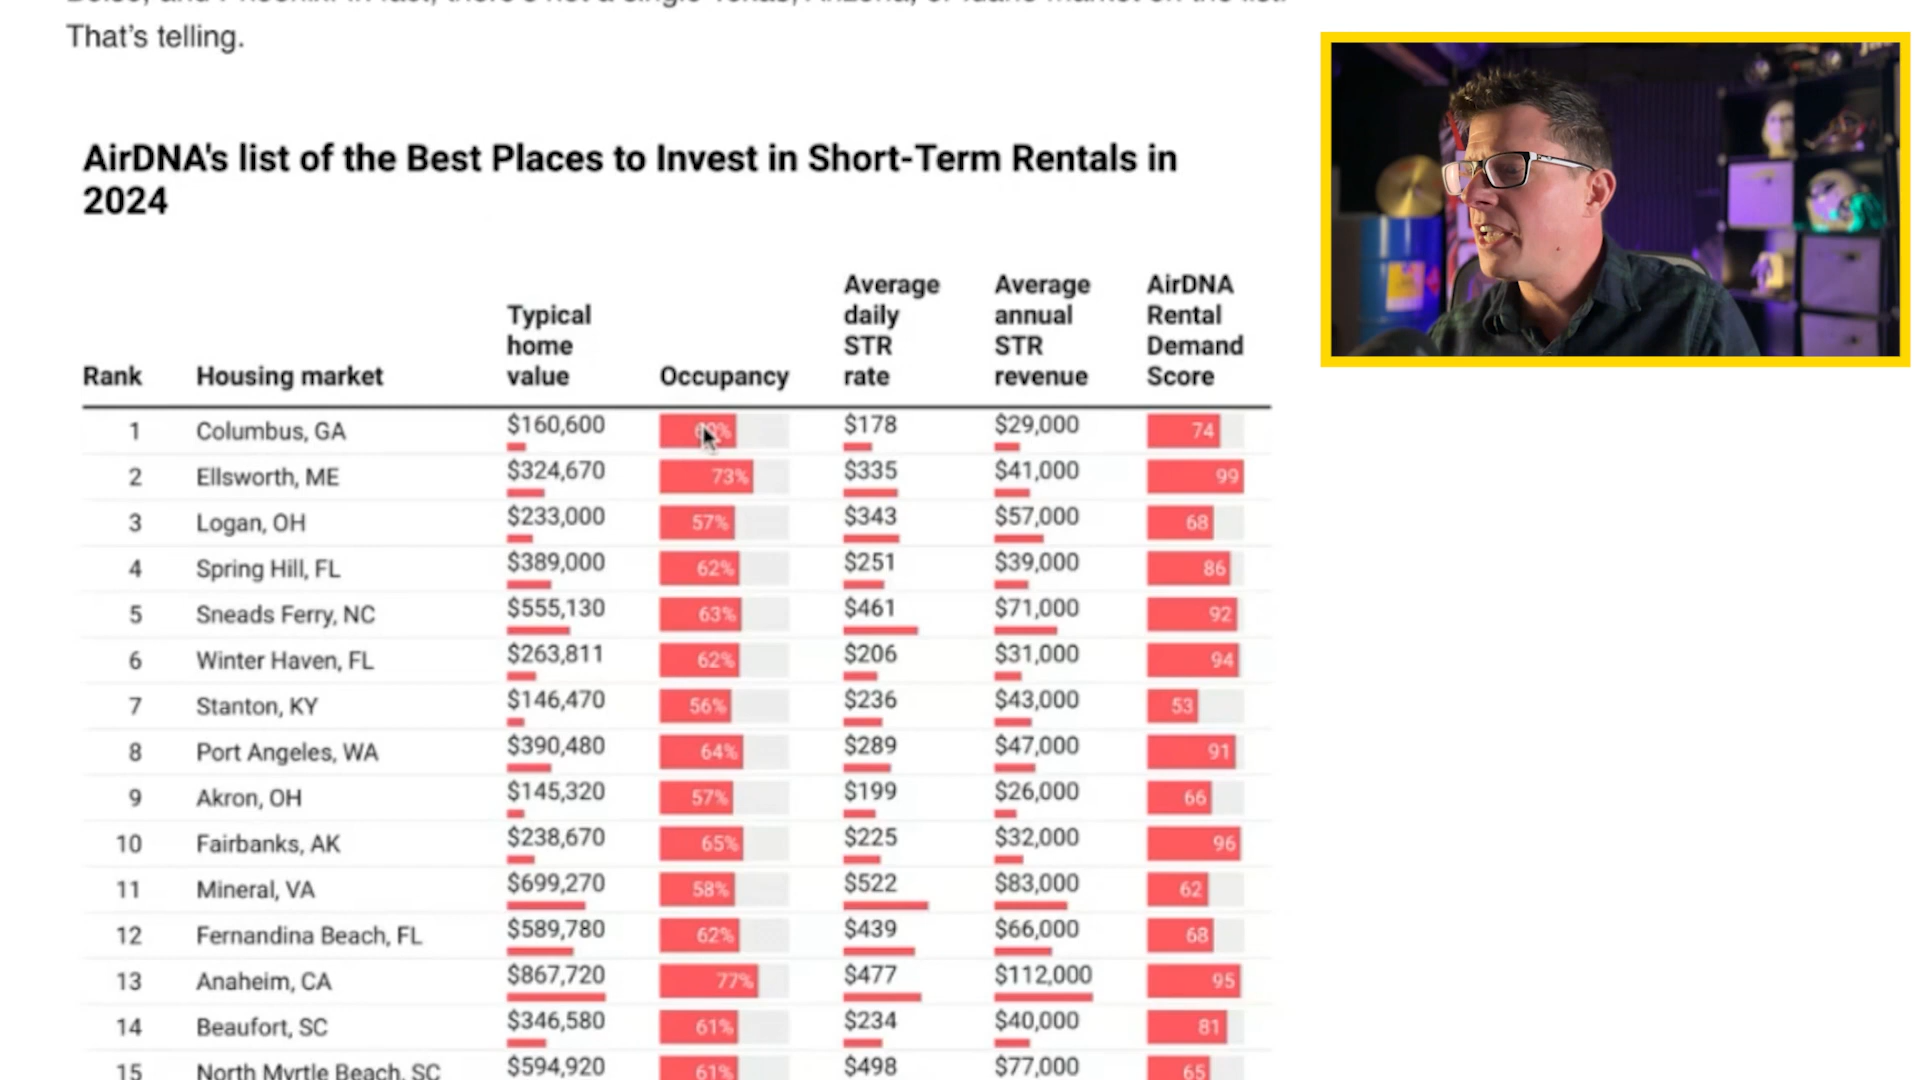 That's telling.
AirDNA's list of the Best Places to Invest in Short-Term Rentals in
2024
Rank Housing market Typical home value Occupancy Average daily STR rate Average annual STR revenue AirDNA Rental Demand Score
1 Columbus, GA $160,600 $178 $29,000 74
2 Ellsworth, ME $324,670 73% $335 $41,000 99
3 Logan, OH $233,000 57% $343 $57,000 68
4 Spring Hill, FL $389,000 62% $251 $39,000 86
5 Sneads Ferry, NC $555,130 63% $461 $71,000 92
6 Winter Haven, FL $263,811 62% $206 $31,000 94
7 Stanton, KY $146,470 56% $236 $43,000 53
8 Port Angeles, WA $390,480 64% $289 $47,000 91
9 Akron, OH $145,320 57% $199 $26,000 66
10 Fairbanks, AK $238,670 65% $225 $32,000 96
11 Mineral, VA $699,270 58% $522 $83,000 62
12 Fernandina Beach, FL $589,780 62% $439 $66,000 68
13 Anaheim, CA $867,720 77% $477 $112,000 95
14 Beaufort, SC $346,580 61% $234 $40,000 81
15 North Myrtle Beach, SC $594,920 61% $498 $77,000 65